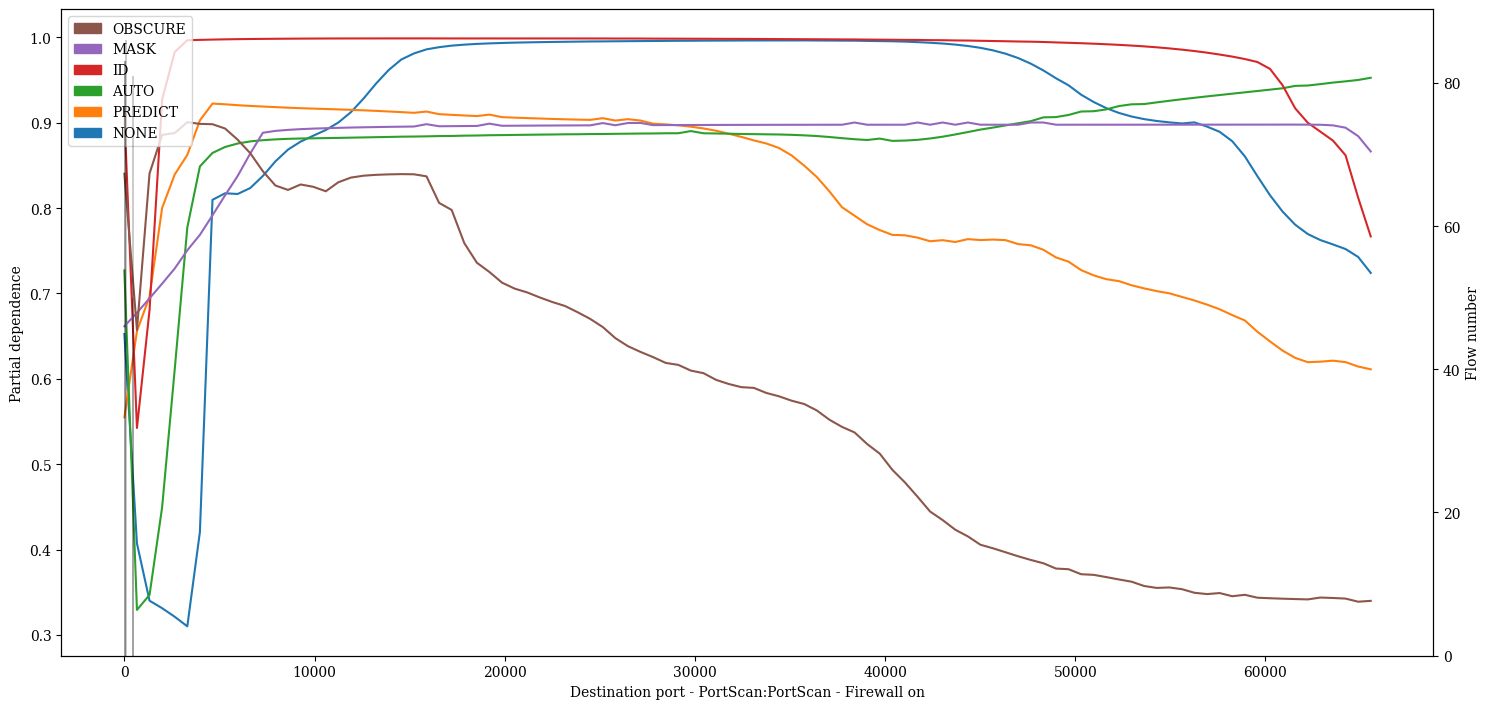 OBSCURE
MASK
ID
AUTO
PREDICT
NONE
1.0
0.9
0.8
0.7
0.6
0.5
0.4
0.3
Partial dependence
80
60
40
20
0
Flow number
0 10000 20000 30000 40000 50000 60000
Destination port - PortScan:PortScan - Firewall on